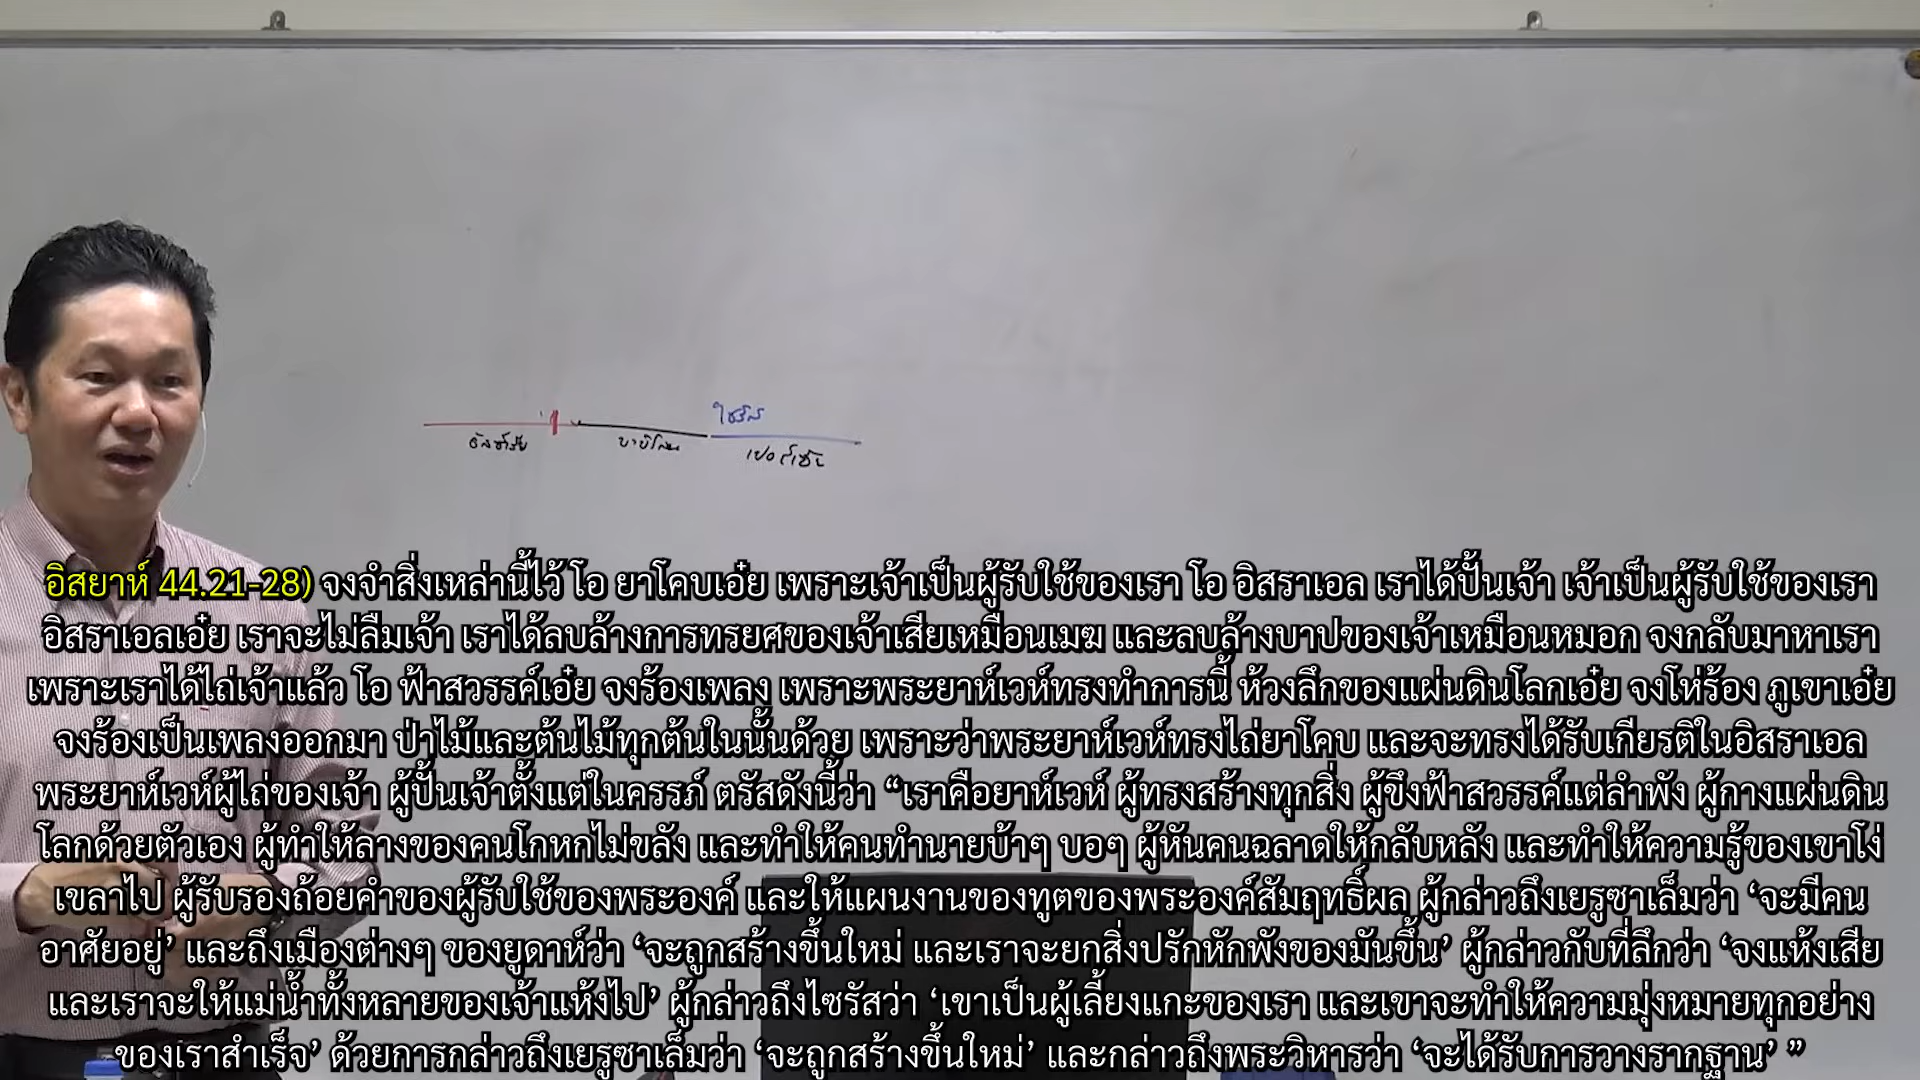 ไซรัส
อัสซีเรีย
บาบิโลน
เปอร์เซีย
อิสยาห์ 44.21-28) จงจำสิ่งเหล่านี้ไว้ โอ ยาโคบเอ๋ย เพราะเจ้าเป็นผู้รับใช้ของเรา โอ อิสราเอล เราได้ปั้นเจ้า เจ้าเป็นผู้รับใช้ของเรา
อิสราเอลเอ๋ย เราจะไม่ลืมเจ้า เราได้ลบล้างการทรยศของเจ้าเสียเหมือนเมฆ และลบล้างบาปของเจ้าเหมือนหมอก จงกลับมาหาเรา
เพราะเราได้ไถ่เจ้าแล้ว โอ ฟ้าสวรรค์เอ๋ย จงร้องเพลง เพราะพระยาห์เวห์ทรงทำการนี้ ห้วงลึกของแผ่นดินโลกเอ๋ย จงโห่ร้อง ภูเขาเอ๋ย
จงร้องเป็นเพลงออกมา ป่าไม้และต้นไม้ทุกต้นในนั้นด้วย เพราะว่าพระยาห์เวห์ทรงไถ่ยาโคบ และจะทรงได้รับเกียรติในอิสราเอล
พระยาห์เวห์ผู้ไถ่ของเจ้า ผู้ปั้นเจ้าตั้งแต่ในครรภ์ ตรัสดังนี้ว่า “เราคือยาห์เวห์ ผู้ทรงสร้างทุกสิ่ง ผู้ขึงฟ้าสวรรค์แต่ลำพัง ผู้กางแผ่นดิน
โลกด้วยตัวเอง ผู้ทำให้ลางของคนโกหกไม่ขลัง และทำให้คนทำนายบ้าๆ บอๆ ผู้หันคนฉลาดให้กลับหลัง และทำให้ความรู้ของเขาโง่
เขลาไป ผู้รับรองถ้อยคำของผู้รับใช้ของพระองค์ และให้แผนงานของทูตของพระองค์สัมฤทธิ์ผล ผู้กล่าวถึงเยรูซาเล็มว่า ‘จะมีคน
อาศัยอยู่’ และถึงเมืองต่างๆ ของยูดาห์ว่า ‘จะถูกสร้างขึ้นใหม่ และเราจะยกสิ่งปรักหักพังของมันขึ้น’ ผู้กล่าวกับที่ลึกว่า ‘จงแห้งเสีย
และเราจะให้แม่น้ำทั้งหลายของเจ้าแห้งไป’ ผู้กล่าวถึงไซรัสว่า ‘เขาเป็นผู้เลี้ยงแกะของเรา และเขาจะทำให้ความมุ่งหมายทุกอย่าง
ของเราสำเร็จ’ ด้วยการกล่าวถึงเยรูซาเล็มว่า ‘จะถูกสร้างขึ้นใหม่’ และกล่าวถึงพระวิหารว่า ‘จะได้รับการวางรากฐาน’ ”